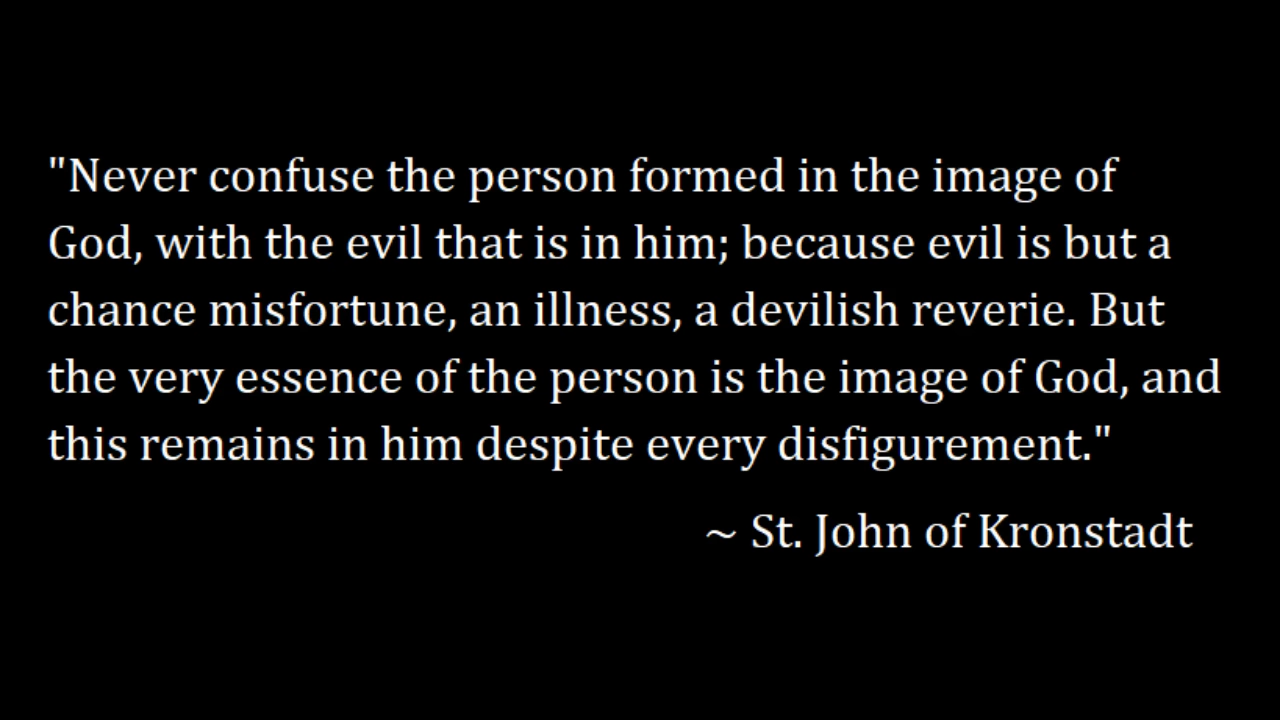 "Never confuse the person formed in the image of
God, with the evil that is in him; because evil is but a
chance misfortune, an illness, a devilish reverie. But
the very essence of the person is the image of God, and
this remains in him despite every disfigurement."
~ St. John of Kronstadt